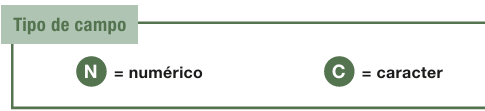 Tipo de campo
N = numérico C = caracter